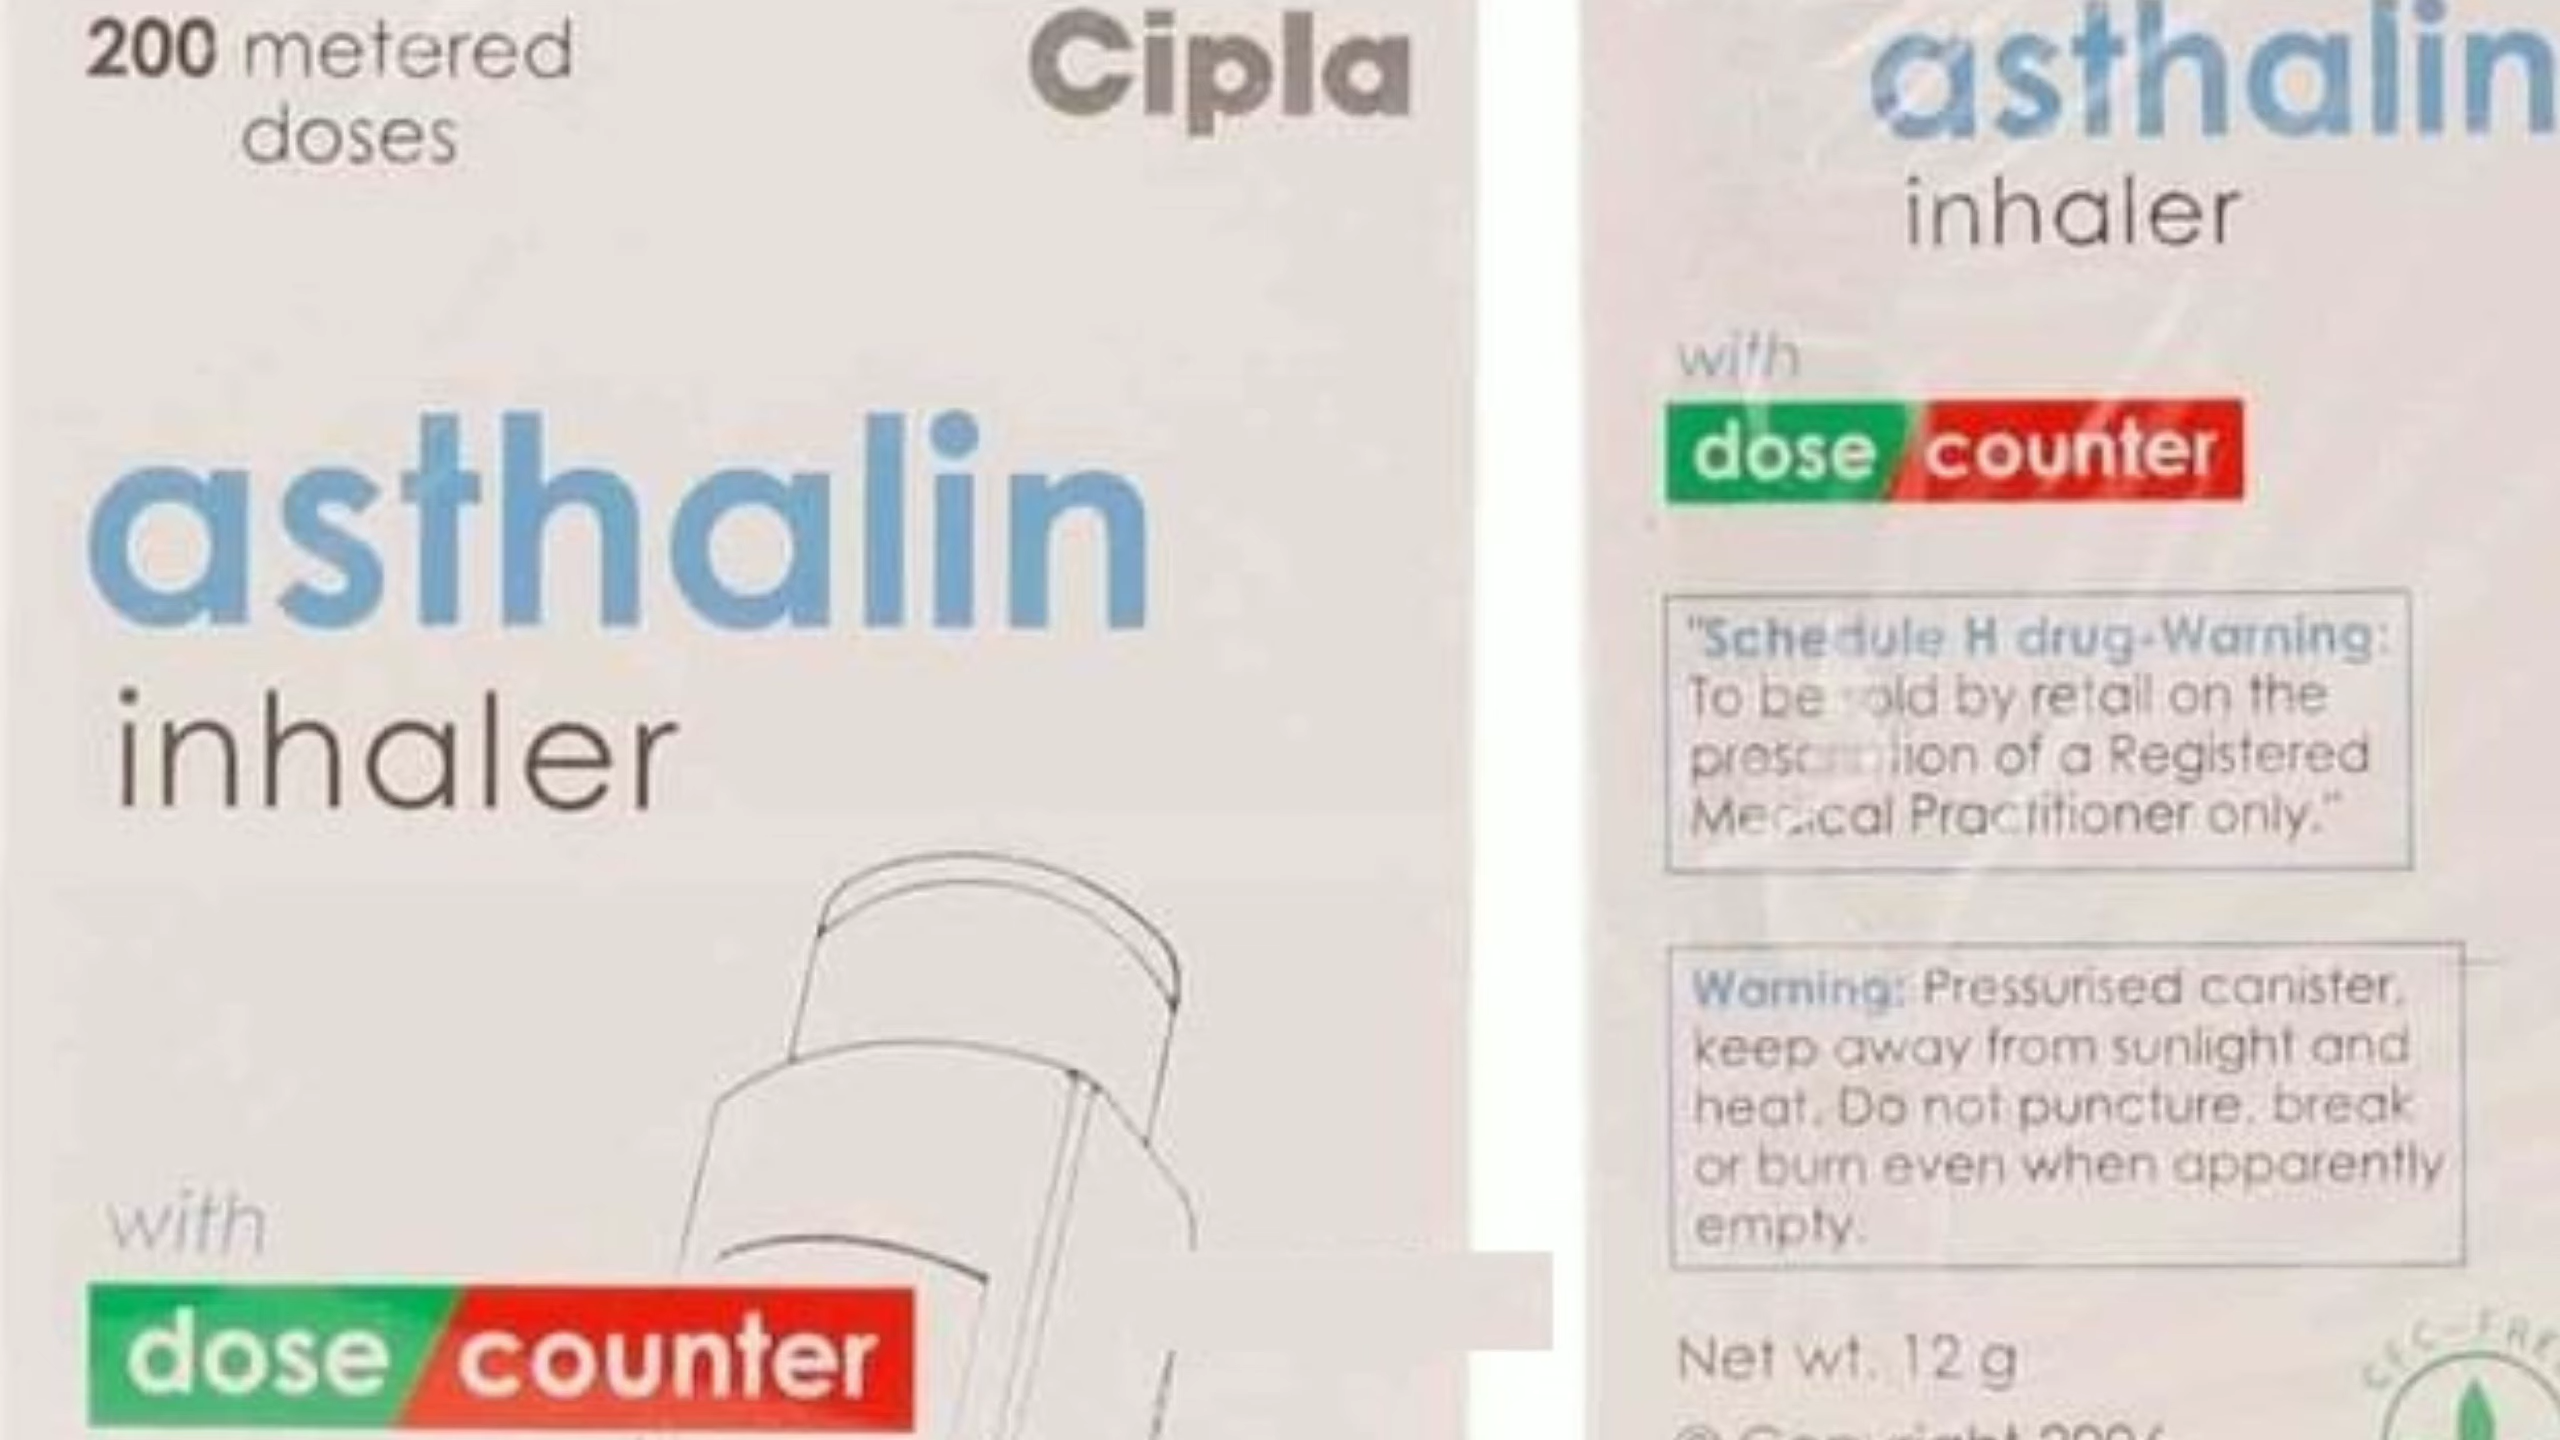 200 metered
doses
Cipla
asthalin
inhaler
with
dose counter
asthalin
inhaler
with
dose counter
"Schedule H drug-Warning:
To be sold by retail on the
prescription of a Registered
Medical Practitioner only."
Warning: Pressurised canister,
keep away from sunlight and
heat. Do not puncture, break
or burn even when apparently
empty.
Net wt. 12 g
CFC-FREE